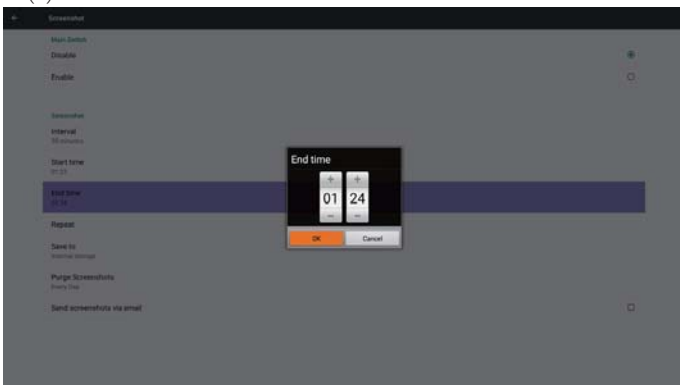 Screenshot
Main Switch
Disable
Enable
Screenshot
Interval
Start time
End time
01 24
OK Cancel
End time
Repeat
Save to
Internal storage
Purge Screenshots
Every Day
Send screenshots via email